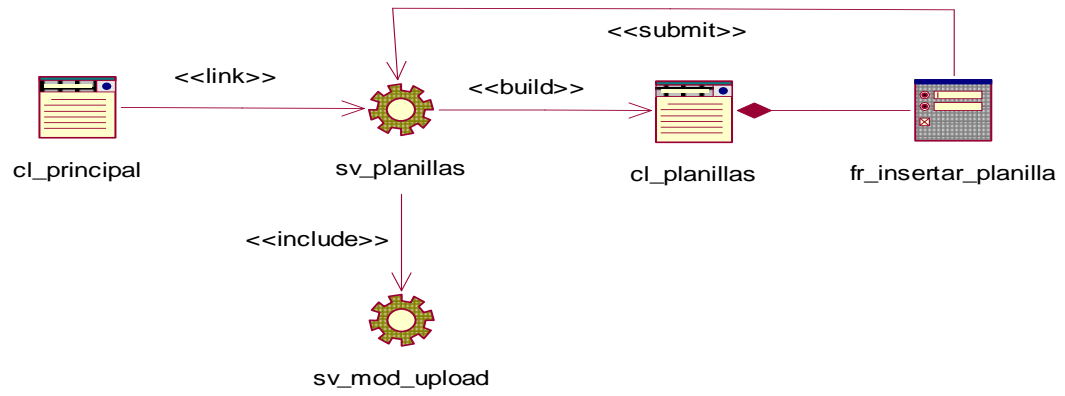 <<submit>>
<<link>>
<<build>>
cl_principal
sv_planillas
cl_planillas
fr_insertar_planilla
<<include>>
sv_mod_upload